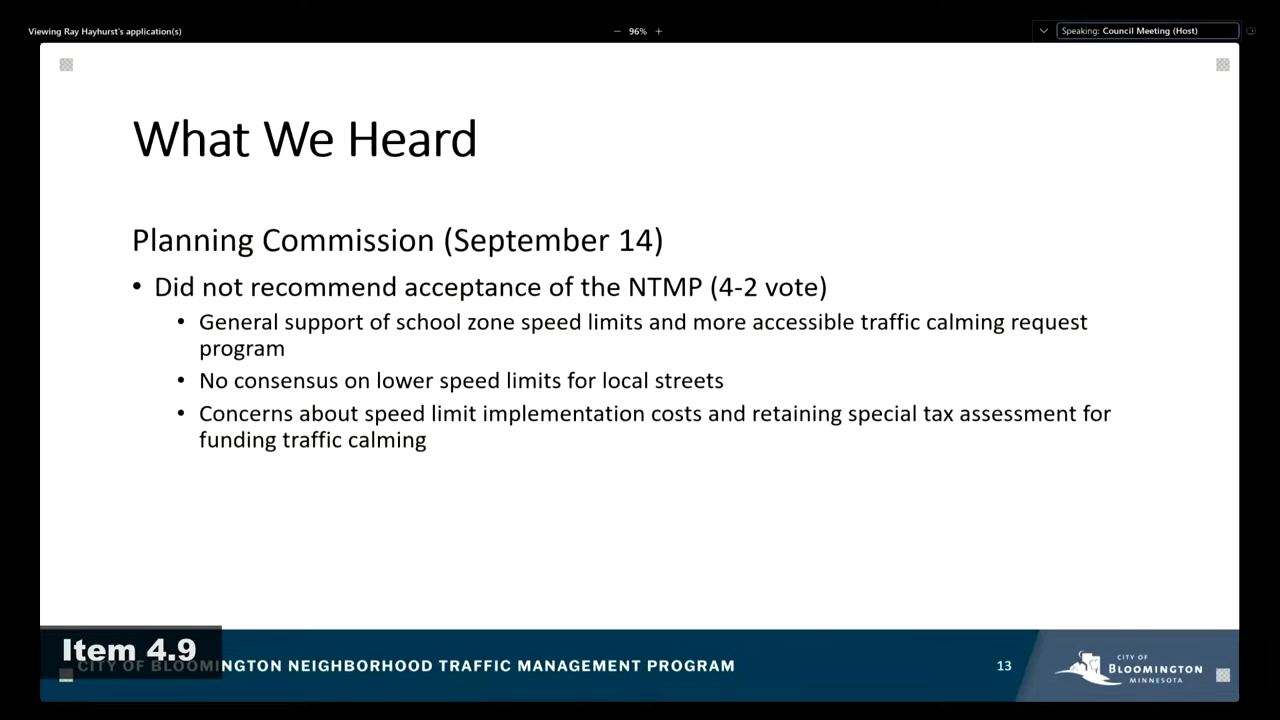 Viewing Ray Hayhurst's application(s)
− 96% +
Speaking: Council Meeting (Host)
What We Heard
Planning Commission (September 14)
• Did not recommend acceptance of the NTMP (4-2 vote)
• General support of school zone speed limits and more accessible traffic calming request
program
• No consensus on lower speed limits for local streets
• Concerns about speed limit implementation costs and retaining special tax assessment for
funding traffic calming
Item 4.9
CITY OF BLOOMINGTON NEIGHBORHOOD TRAFFIC MANAGEMENT PROGRAM
13
CITY OF
BLOOMINGTON
MINNESOTA